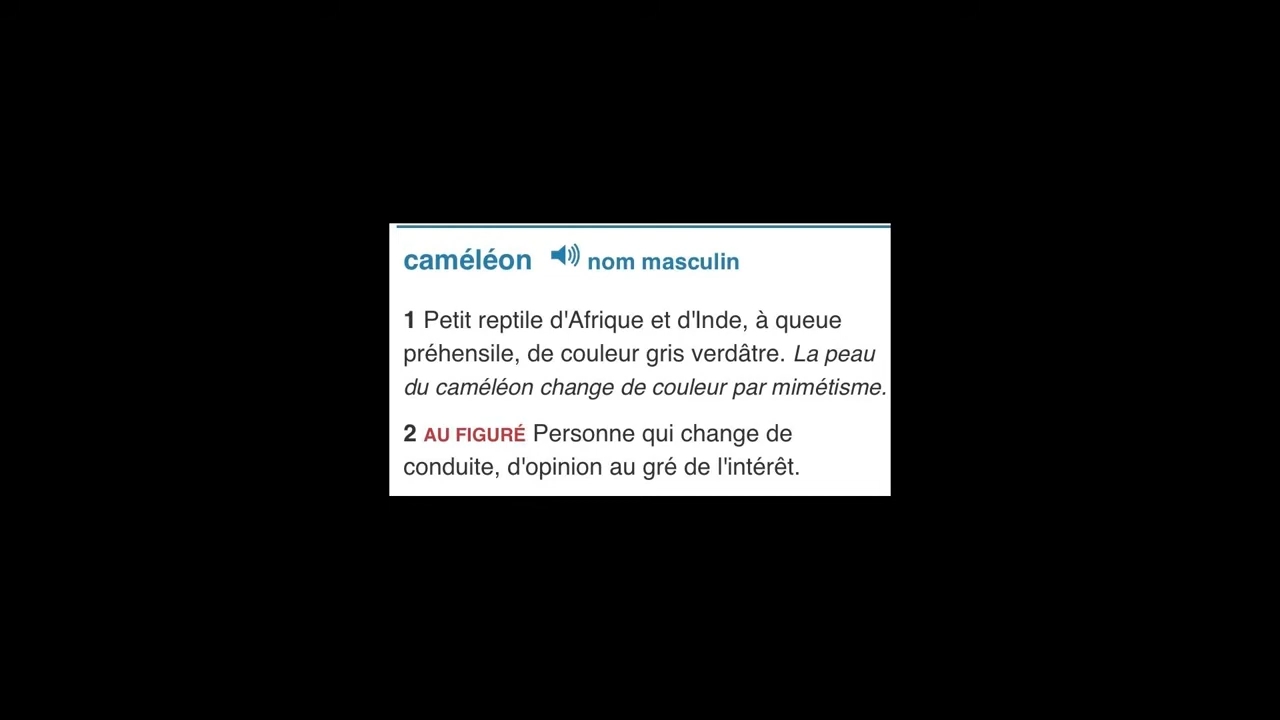 caméléon nom masculin
1 Petit reptile d'Afrique et d'Inde, à queue
préhensile, de couleur gris verdâtre. La peau
du caméléon change de couleur par mimétisme.
2 AU FIGURÉ Personne qui change de
conduite, d'opinion au gré de l'intérêt.